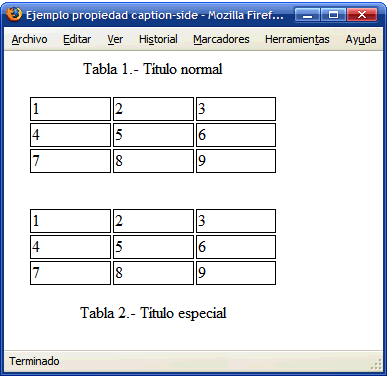 Ejemplo propiedad caption-side - Mozilla Firef...
Archivo Editar Ver Historial Marcadores Herramientas Ayuda
Tabla 1.- Título normal
1 2 3
4 5 6
7 8 9
1 2 3
4 5 6
7 8 9
Tabla 2.- Título especial
Terminado